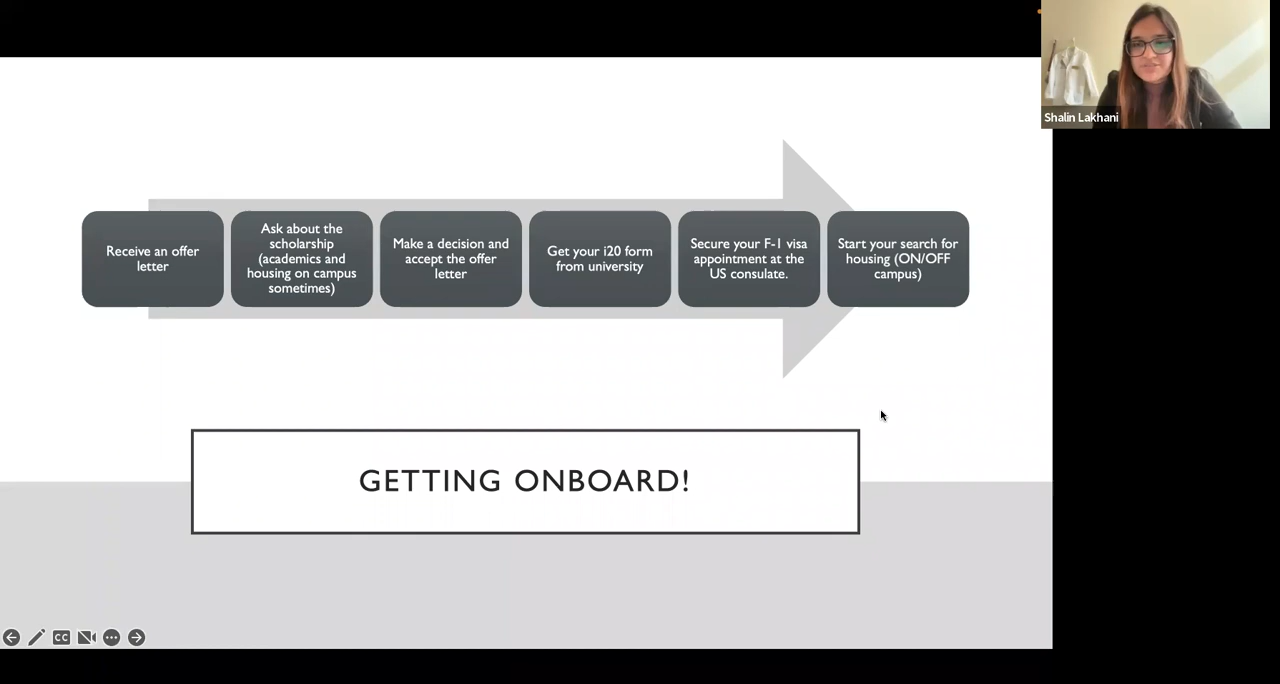 Shalin Lakhani
Receive an offer
letter
Ask about the
scholarship
(academics and
housing on campus
sometimes)
Make a decision and
accept the offer
letter
Get your i20 form
from university
Secure your F-1 visa
appointment at the
US consulate.
Start your search for
housing (ON/OFF
campus)
GETTING ONBOARD!
CC